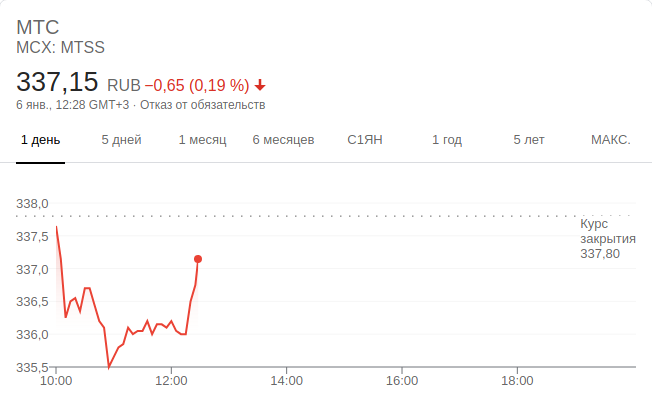 МТС
MCX: MTSS
337,15 RUB −0,65 (0,19 %)
6 янв., 12:28 GMT+3 · Отказ от обязательств
1 день 5 дней 1 месяц 6 месяцев С1ЯН 1 год 5 лет МАКС.
338,0
Курс
337,5
закрытия
337,80
337,0
336,5
336,0
335,5
10:00 12:00 14:00 16:00 18:00